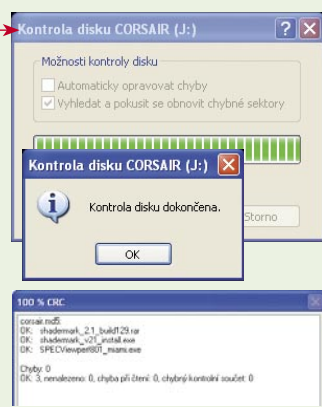 Kontrola disku CORSAIR (J:)
Možnosti kontroly disku
Automaticky opravovat chyby
Vyhledat a pokusit se obnovit chybné sektory
Kontrola disku CORSAIR (J:)
Kontrola disku dokončena.
Storno
OK
100 % CRC
corsair.md5
OK: shadermark_2.1_build129.rar
OK: shadermark_v21_install.exe
OK: SPECViewperf801_miami.exe
Chyby: 0
OK: 3, nenalezeno: 0, chyba při čtení: 0, chybný kontrolní součet: 0